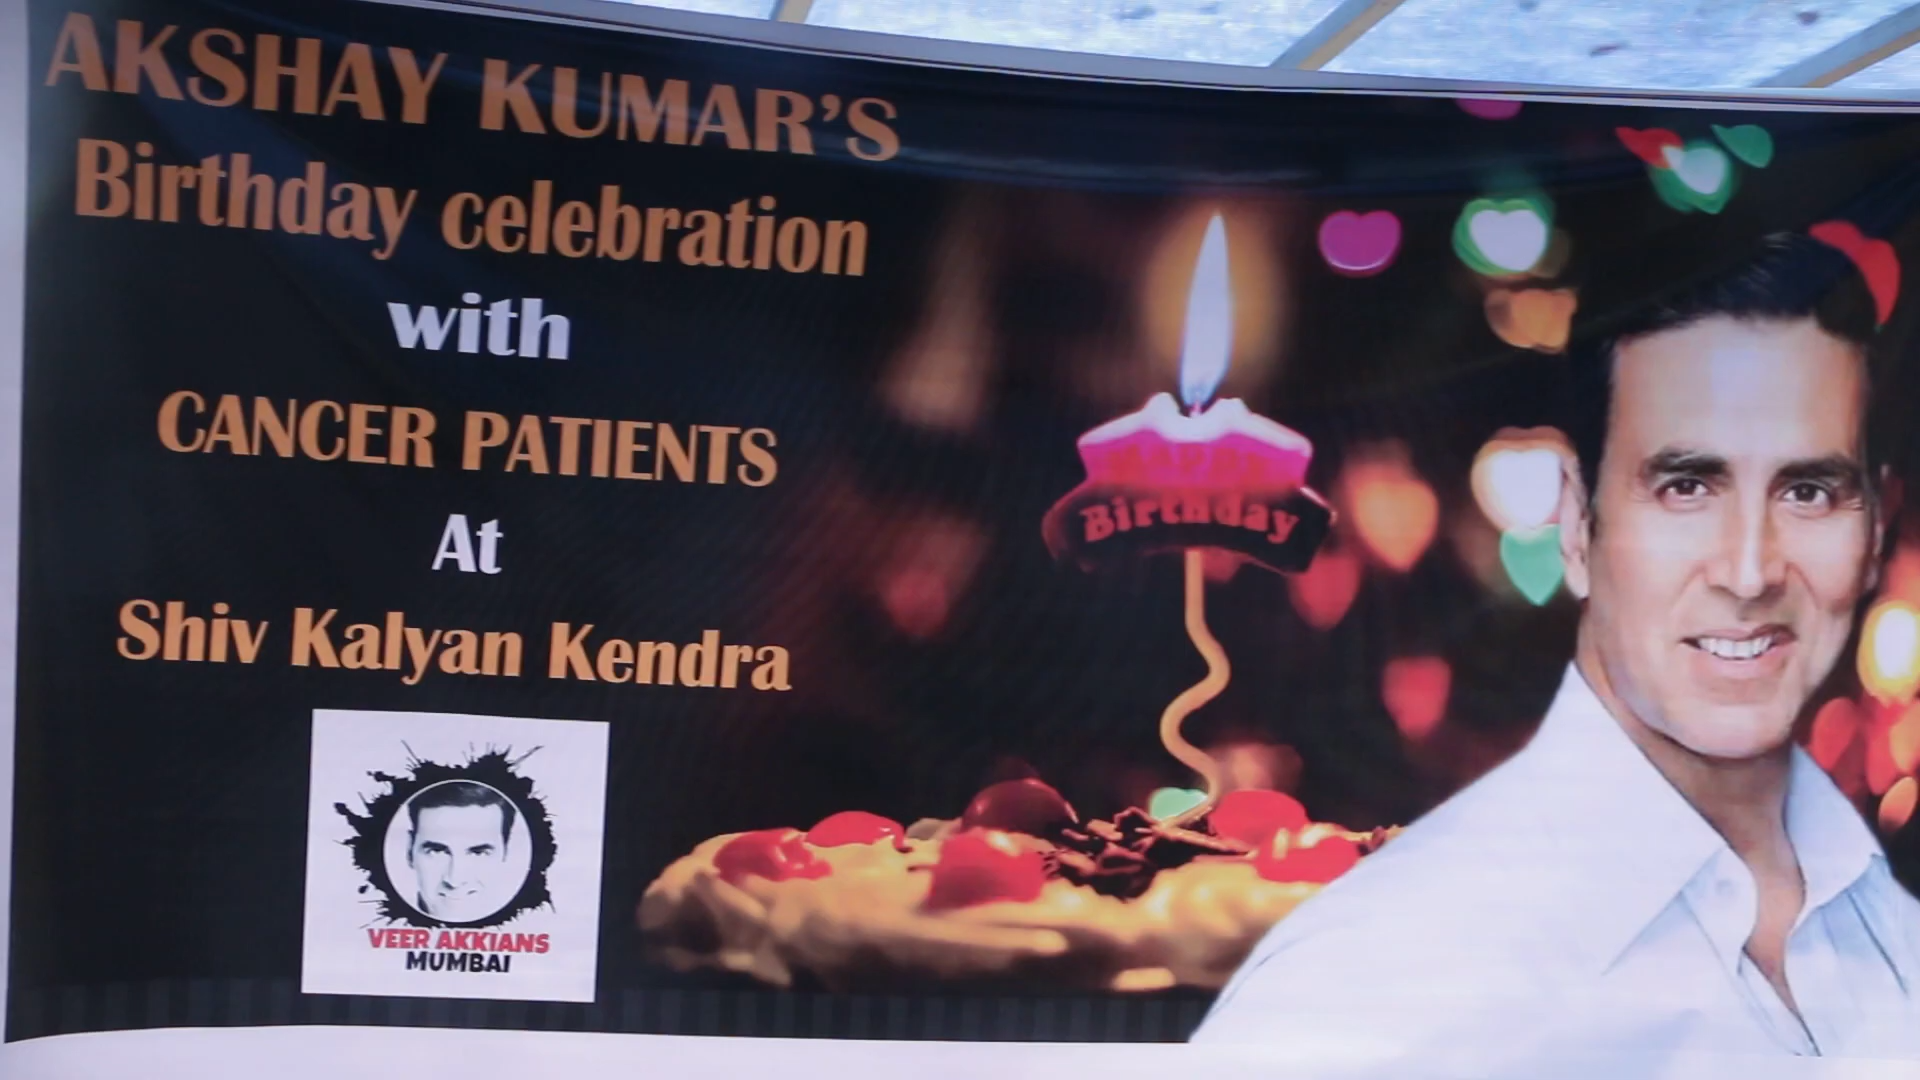 AKSHAY KUMAR'S
Birthday celebration
with
CANCER PATIENTS
At
Shiv Kalyan Kendra
HAPPY
Birthday
VEER AKKIANS
MUMBAI